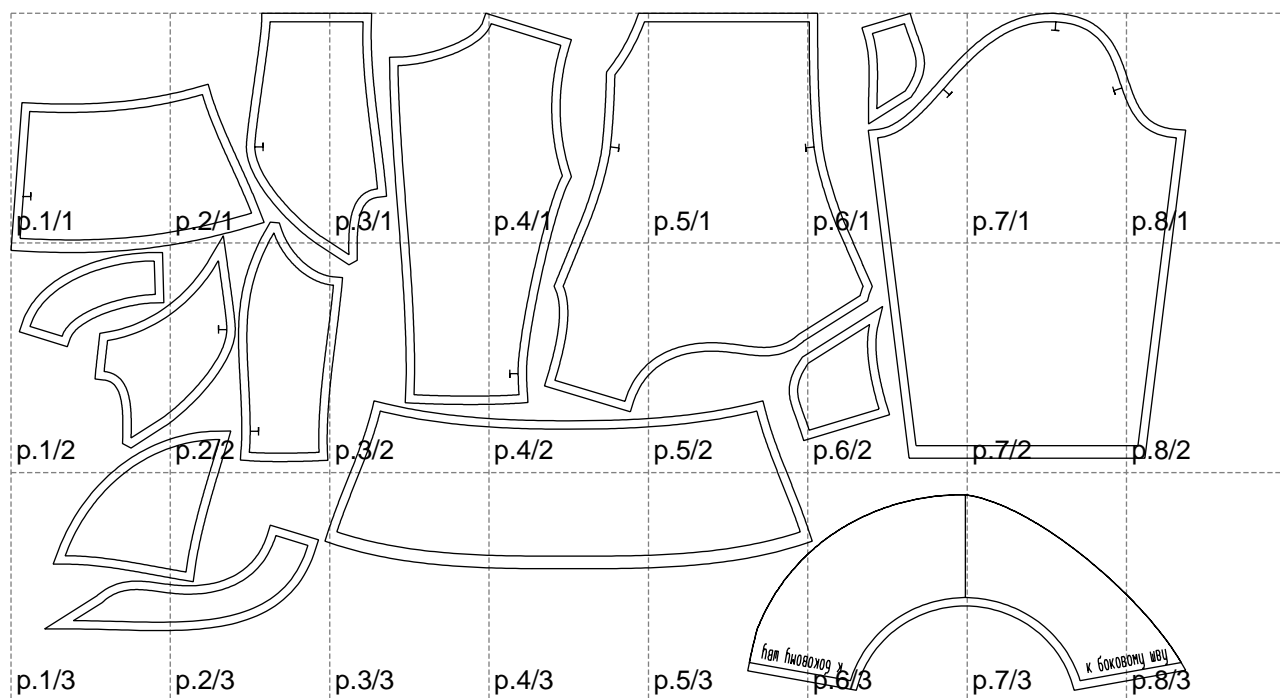 p.1/1 p.2/1 p.3/1 p.4/1 p.5/1 p.6/1 p.7/1 p.8/1
p.1/2 p.2/2 p.3/2 p.4/2 p.5/2 p.6/2 p.7/2 p.8/2
к боковому шву
к боковому шву
p.1/3 p.2/3 p.3/3 p.4/3 p.5/3 p.6/3 p.7/3 p.8/3